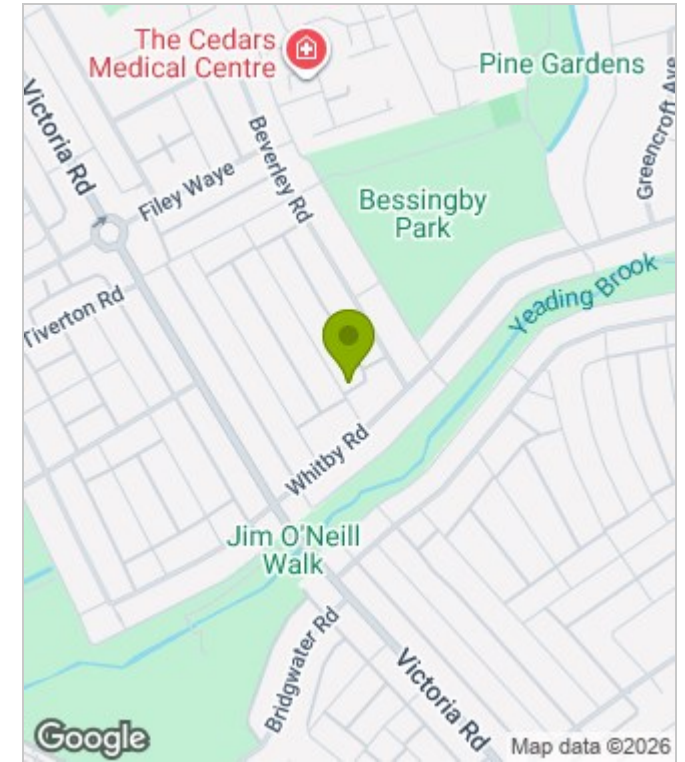 The Cedars
Medical Centre
Pine Gardens
Victoria Rd
Beverley Rd
Greencroft Ave
Filey Waye
Bessingby
Park
Tiverton Rd
Yeading Brook
Whitby Rd
Jim O'Neill
Walk
Bridgwater Rd
Victoria Rd
Google
Map data ©2026